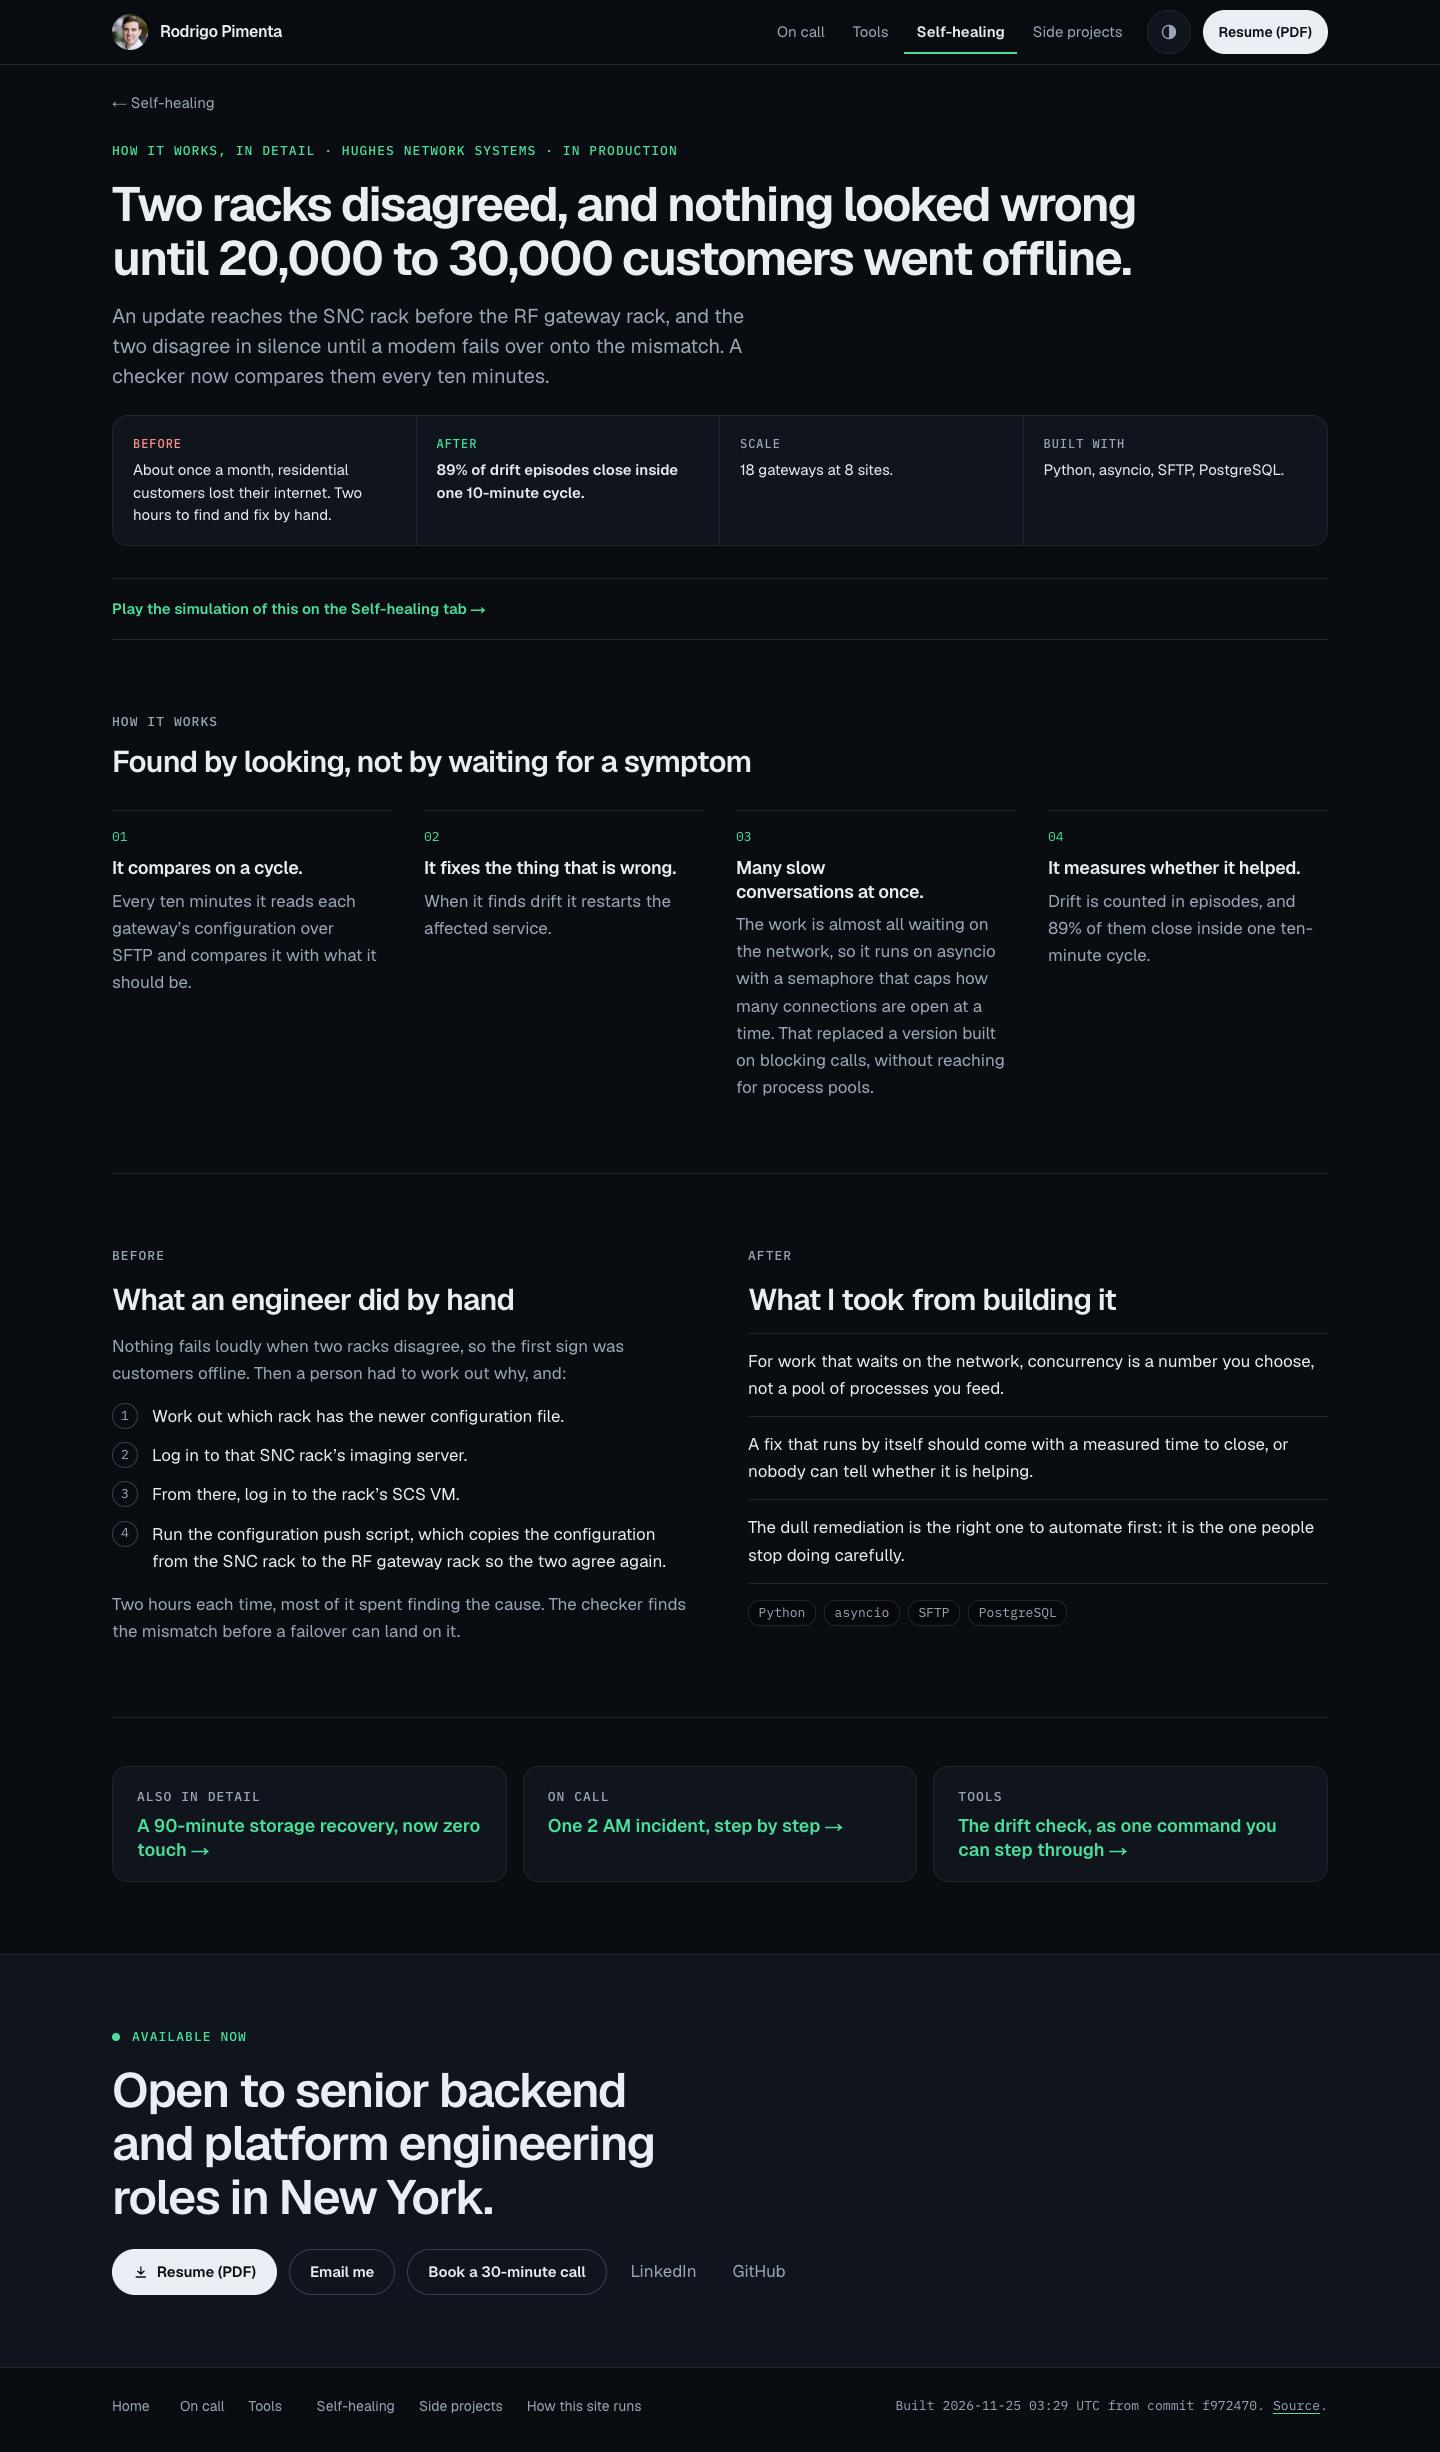 Rodrigo Pimenta
On call
Tools
Self-healing
Side projects
Resume (PDF)
← Self-healing
HOW IT WORKS, IN DETAIL · HUGHES NETWORK SYSTEMS · IN PRODUCTION
Two racks disagreed, and nothing looked wrong
until 20,000 to 30,000 customers went offline.
An update reaches the SNC rack before the RF gateway rack, and the
two disagree in silence until a modem fails over onto the mismatch. A
checker now compares them every ten minutes.
BEFORE
About once a month, residential
customers lost their internet. Two
hours to find and fix by hand.
AFTER
89% of drift episodes close inside
one 10-minute cycle.
SCALE
18 gateways at 8 sites.
BUILT WITH
Python, asyncio, SFTP, PostgreSQL.
Play the simulation of this on the Self-healing tab →
HOW IT WORKS
Found by looking, not by waiting for a symptom
01
It compares on a cycle.
Every ten minutes it reads each
gateway’s configuration over
SFTP and compares it with what it
should be.
02
It fixes the thing that is wrong.
When it finds drift it restarts the
affected service.
03
Many slow
conversations at once.
The work is almost all waiting on
the network, so it runs on asyncio
with a semaphore that caps how
many connections are open at a
time. That replaced a version built
on blocking calls, without reaching
for process pools.
04
It measures whether it helped.
Drift is counted in episodes, and
89% of them close inside one ten-
minute cycle.
BEFORE
What an engineer did by hand
Nothing fails loudly when two racks disagree, so the first sign was
customers offline. Then a person had to work out why, and:
1 Work out which rack has the newer configuration file.
2 Log in to that SNC rack’s imaging server.
3 From there, log in to the rack’s SCS VM.
4 Run the configuration push script, which copies the configuration
from the SNC rack to the RF gateway rack so the two agree again.
Two hours each time, most of it spent finding the cause. The checker finds
the mismatch before a failover can land on it.
AFTER
What I took from building it
For work that waits on the network, concurrency is a number you choose,
not a pool of processes you feed.
A fix that runs by itself should come with a measured time to close, or
nobody can tell whether it is helping.
The dull remediation is the right one to automate first: it is the one people
stop doing carefully.
Python
asyncio
SFTP
PostgreSQL
ALSO IN DETAIL
A 90-minute storage recovery, now zero
touch →
ON CALL
One 2 AM incident, step by step →
TOOLS
The drift check, as one command you
can step through →
AVAILABLE NOW
Open to senior backend
and platform engineering
roles in New York.
Resume (PDF)
Email me
Book a 30-minute call
LinkedIn
GitHub
Home
On call
Tools
Self-healing
Side projects
How this site runs
Built 2026-11-25 03:29 UTC from commit f972470. Source.